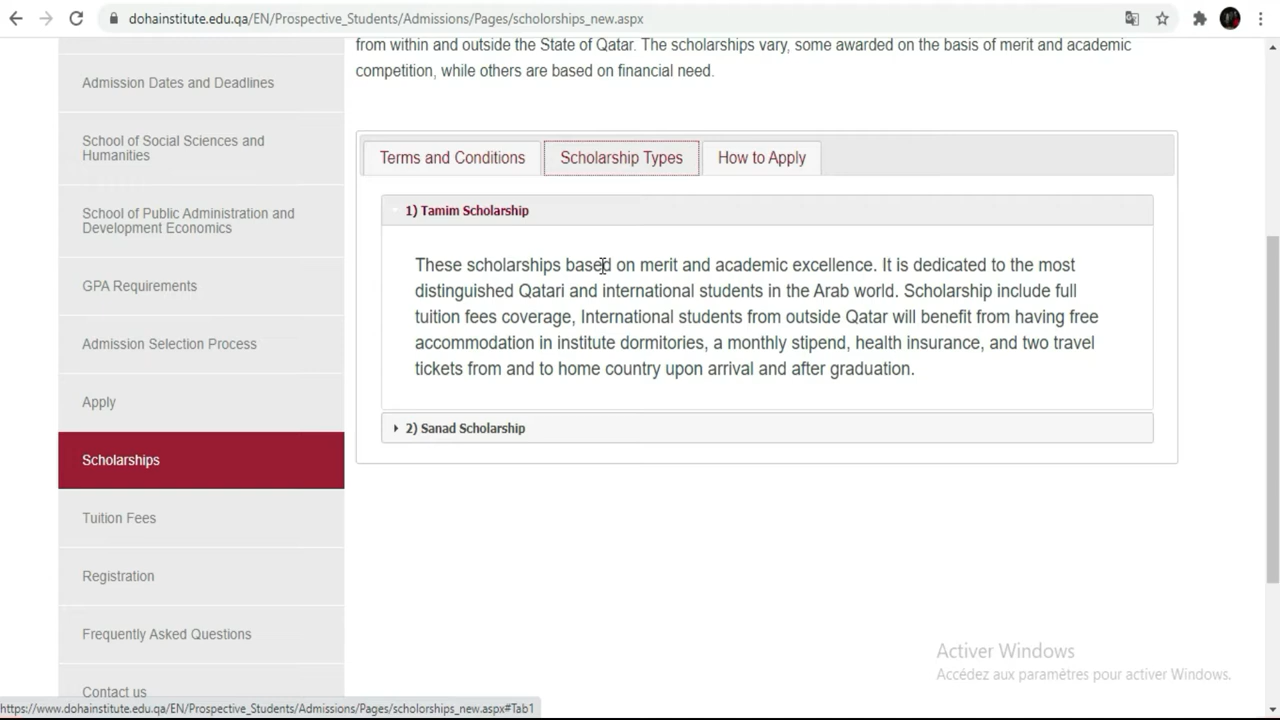 dohainstitute.edu.qa/EN/Prospective_Students/Admissions/Pages/scholorships_new.aspx
from within and outside the State of Qatar. The scholarships vary, some awarded on the basis of merit and academic
competition, while others are based on financial need.
Admission Dates and Deadlines
School of Social Sciences and
Humanities
School of Public Administration and
Development Economics
GPA Requirements
Admission Selection Process
Apply
Scholarships
Tuition Fees
Registration
Frequently Asked Questions
Contact us
Terms and Conditions
Scholarship Types
How to Apply
1) Tamim Scholarship
These scholarships based on merit and academic excellence. It is dedicated to the most
distinguished Qatari and international students in the Arab world. Scholarship include full
tuition fees coverage, International students from outside Qatar will benefit from having free
accommodation in institute dormitories, a monthly stipend, health insurance, and two travel
tickets from and to home country upon arrival and after graduation.
2) Sanad Scholarship
Activer Windows
Accédez aux paramètres pour activer Windows.
https://www.dohainstitute.edu.qa/EN/Prospective_Students/Admissions/Pages/scholorships_new.aspx#Tab1